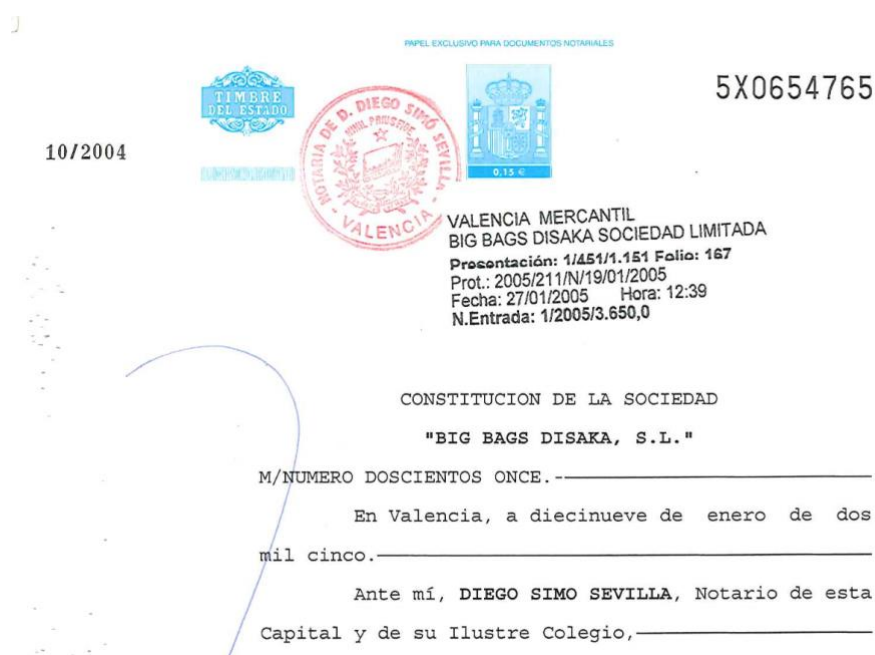 PAPEL EXCLUSIVO PARA DOCUMENTOS NOTARIALES
TIMBRE
DEL ESTADO
NOTARIA DE D. DIEGO SIMÓ SEVILLA - VALENCIA -
0,15 €
5X0654765
10/2004
VALENCIA MERCANTIL
BIG BAGS DISAKA SOCIEDAD LIMITADA
Presentación: 1/451/1.151 Folio: 167
Prot.: 2005/211/N/19/01/2005
Fecha: 27/01/2005 Hora: 12:39
N.Entrada: 1/2005/3.650,0
CONSTITUCION DE LA SOCIEDAD
"BIG BAGS DISAKA, S.L."
M/NUMERO DOSCIENTOS ONCE.-
En Valencia, a diecinueve de enero de dos
mil cinco.
Ante mí, DIEGO SIMO SEVILLA, Notario de esta
Capital y de su Ilustre Colegio,